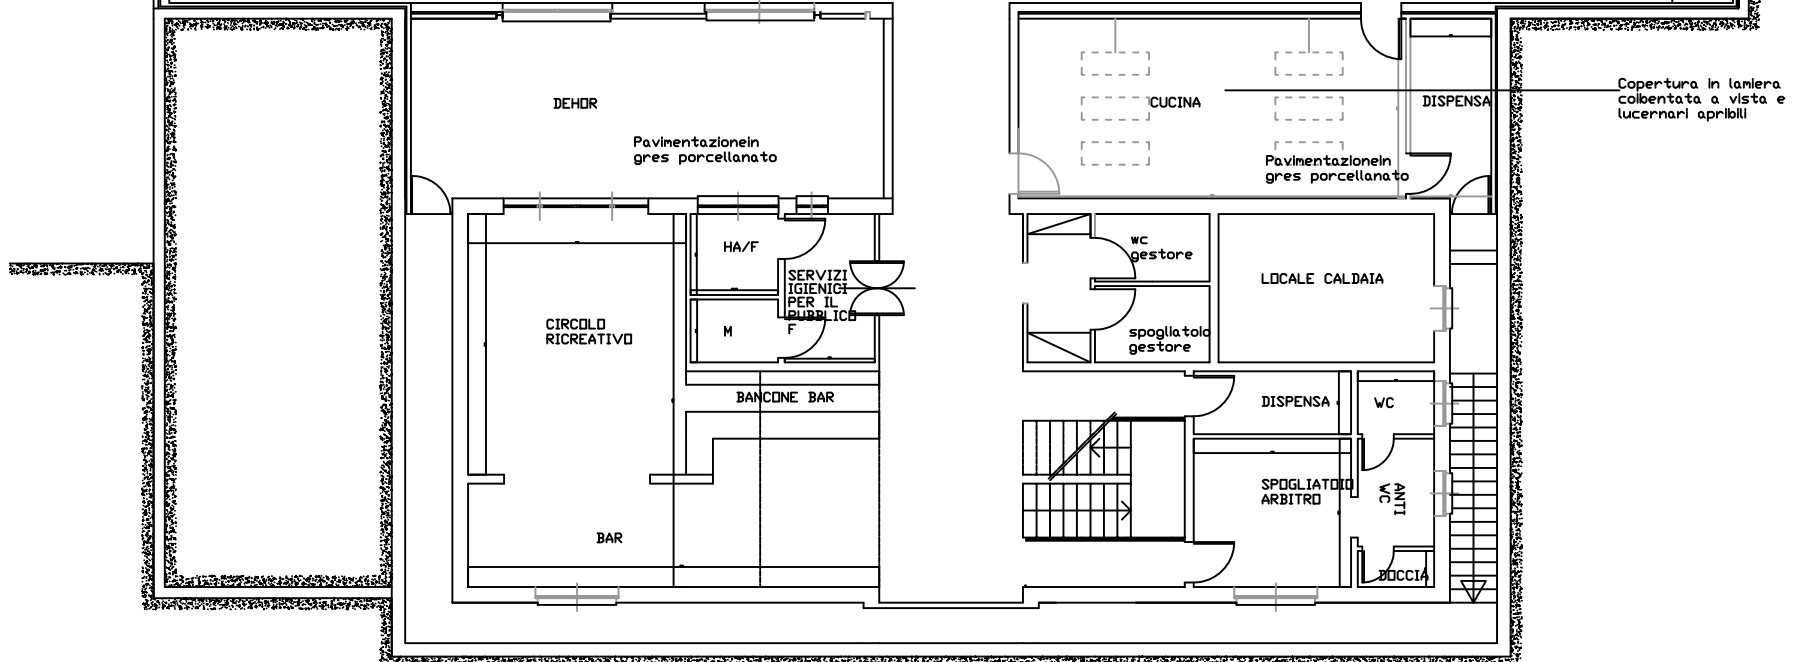 DEHOR
Pavimentazionein
gres porcellanato
CUCINA
Pavimentazionein
gres porcellanato
DISPENSA
Copertura in lamiera
coibentata a vista e
lucernari apribili
HA/F
SERVIZI
IGIENICI
PER IL
PUBBLICO
F
M
CIRCOLO
RICREATIVO
BANCONE BAR
BAR
wc
gestore
spogliatoio
gestore
LOCALE CALDAIA
DISPENSA
WC
SPOGLIATOIO
ARBITRO
ANTI
WC
DOCCIA